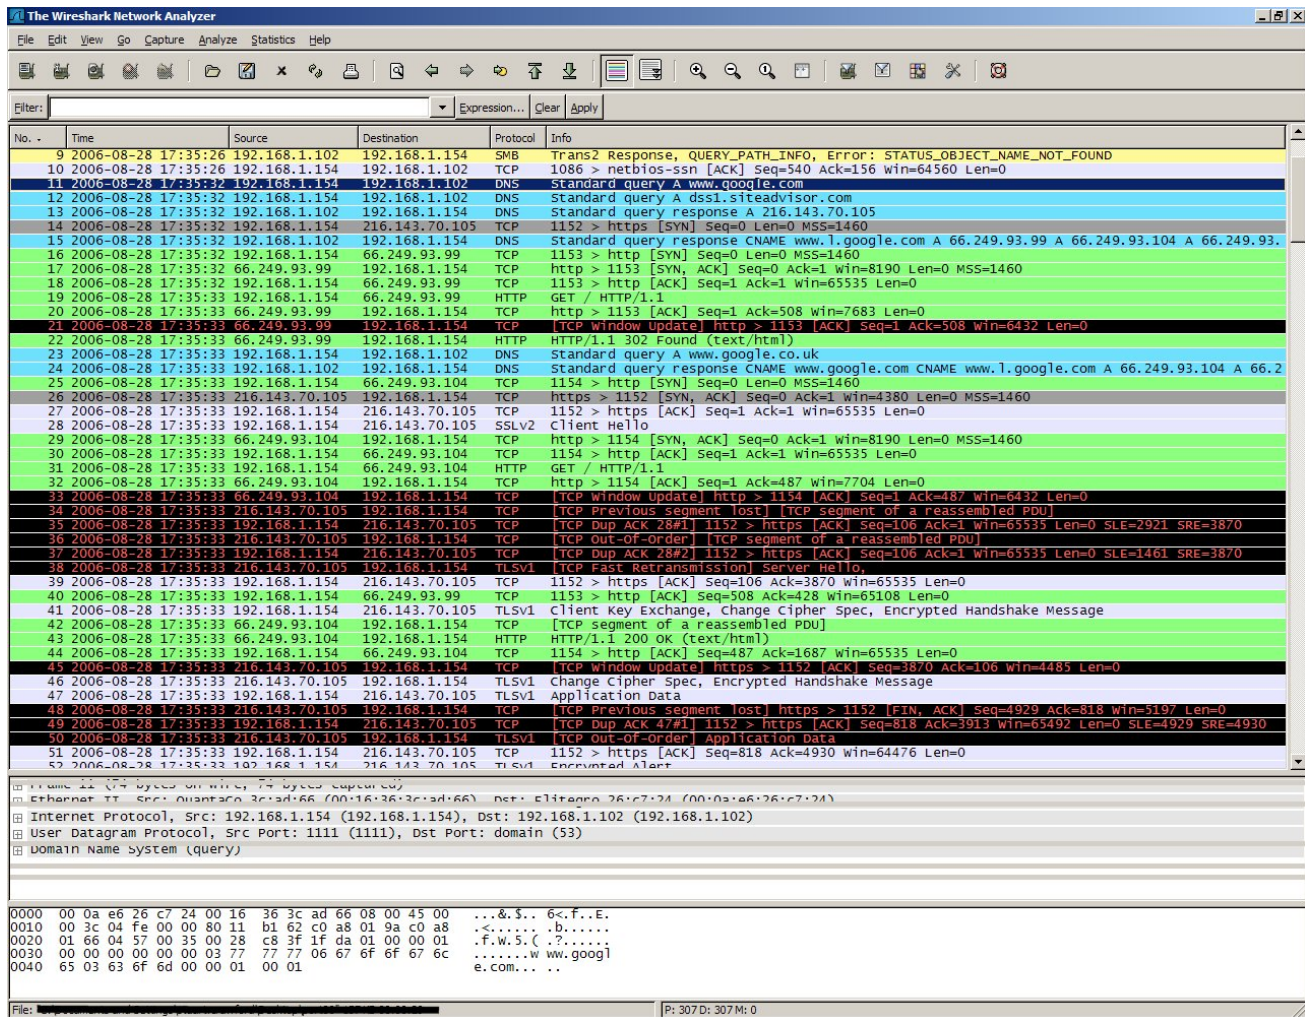 The Wireshark Network Analyzer
File Edit View Go Capture Analyze Statistics Help
Filter: Expression... Clear Apply
No. - Time Source Destination Protocol Info
9 2006-08-28 17:35:26 192.168.1.102 192.168.1.154 SMB Trans2 Response, QUERY_PATH_INFO, Error: STATUS_OBJECT_NAME_NOT_FOUND
10 2006-08-28 17:35:26 192.168.1.154 192.168.1.102 TCP 1086 > netbios-ssn [ACK] Seq=540 Ack=156 Win=64560 Len=0
11 2006-08-28 17:35:32 192.168.1.154 192.168.1.102 DNS Standard query A www.google.com
12 2006-08-28 17:35:32 192.168.1.154 192.168.1.102 DNS Standard query A dss1.siteadvisor.com
13 2006-08-28 17:35:32 192.168.1.102 192.168.1.154 DNS Standard query response A 216.143.70.105
14 2006-08-28 17:35:32 192.168.1.154 216.143.70.105 TCP 1152 > https [SYN] Seq=0 Len=0 MSS=1460
15 2006-08-28 17:35:32 192.168.1.102 192.168.1.154 DNS Standard query response CNAME www.l.google.com A 66.249.93.99 A 66.249.93.104 A 66.249.93.
16 2006-08-28 17:35:32 192.168.1.154 66.249.93.99 TCP 1153 > http [SYN] Seq=0 Len=0 MSS=1460
17 2006-08-28 17:35:32 66.249.93.99 192.168.1.154 TCP http > 1153 [SYN, ACK] Seq=0 Ack=1 Win=8190 Len=0 MSS=1460
18 2006-08-28 17:35:32 192.168.1.154 66.249.93.99 TCP 1153 > http [ACK] Seq=1 Ack=1 Win=65535 Len=0
19 2006-08-28 17:35:32 192.168.1.154 66.249.93.99 HTTP GET / HTTP/1.1
20 2006-08-28 17:35:33 66.249.93.99 192.168.1.154 TCP http > 1153 [ACK] Seq=1 Ack=508 Win=7683 Len=0
21 2006-08-28 17:35:33 66.249.93.99 192.168.1.154 TCP [TCP Window Update] http > 1153 [ACK] Seq=1 Ack=508 Win=6432 Len=0
22 2006-08-28 17:35:33 66.249.93.99 192.168.1.154 HTTP HTTP/1.1 302 Found (text/html)
23 2006-08-28 17:35:33 192.168.1.154 192.168.1.102 DNS Standard query A www.google.co.uk
24 2006-08-28 17:35:33 192.168.1.102 192.168.1.154 DNS Standard query response CNAME www.google.com CNAME www.l.google.com A 66.249.93.104 A 66.2
25 2006-08-28 17:35:33 192.168.1.154 66.249.93.104 TCP 1154 > http [SYN] Seq=0 Len=0 MSS=1460
26 2006-08-28 17:35:33 216.143.70.105 192.168.1.154 TCP https > 1152 [SYN, ACK] Seq=0 Ack=1 Win=4380 Len=0 MSS=1460
27 2006-08-28 17:35:33 192.168.1.154 216.143.70.105 TCP 1152 > https [ACK] Seq=1 Ack=1 Win=65535 Len=0
28 2006-08-28 17:35:33 192.168.1.154 216.143.70.105 SSLv2 Client Hello
29 2006-08-28 17:35:33 66.249.93.104 192.168.1.154 TCP http > 1154 [SYN, ACK] Seq=0 Ack=1 Win=8190 Len=0 MSS=1460
30 2006-08-28 17:35:33 192.168.1.154 66.249.93.104 TCP 1154 > http [ACK] Seq=1 Ack=1 Win=65535 Len=0
31 2006-08-28 17:35:33 192.168.1.154 66.249.93.104 HTTP GET / HTTP/1.1
32 2006-08-28 17:35:33 66.249.93.104 192.168.1.154 TCP http > 1154 [ACK] Seq=1 Ack=487 Win=7704 Len=0
33 2006-08-28 17:35:33 66.249.93.104 192.168.1.154 TCP [TCP Window Update] http > 1154 [ACK] Seq=1 Ack=487 Win=6432 Len=0
34 2006-08-28 17:35:33 216.143.70.105 192.168.1.154 TCP [TCP Previous segment lost] [TCP segment of a reassembled PDU]
35 2006-08-28 17:35:33 192.168.1.154 216.143.70.105 TCP [TCP Dup ACK 28#1] 1152 > https [ACK] Seq=106 Ack=1 Win=65535 Len=0 SLE=2921 SRE=3870
36 2006-08-28 17:35:33 216.143.70.105 192.168.1.154 TCP [TCP Out-Of-Order] [TCP segment of a reassembled PDU]
37 2006-08-28 17:35:33 192.168.1.154 216.143.70.105 TCP [TCP Dup ACK 28#2] 1152 > https [ACK] Seq=106 Ack=1 Win=65535 Len=0 SLE=1461 SRE=3870
38 2006-08-28 17:35:33 216.143.70.105 192.168.1.154 TLSv1 [TCP Fast Retransmission] Server Hello,
39 2006-08-28 17:35:33 192.168.1.154 216.143.70.105 TCP 1152 > https [ACK] Seq=106 Ack=3870 Win=65535 Len=0
40 2006-08-28 17:35:33 192.168.1.154 66.249.93.99 TCP 1153 > http [ACK] Seq=508 Ack=428 Win=65108 Len=0
41 2006-08-28 17:35:33 192.168.1.154 216.143.70.105 TLSv1 Client Key Exchange, Change Cipher Spec, Encrypted Handshake Message
42 2006-08-28 17:35:33 66.249.93.104 192.168.1.154 TCP [TCP segment of a reassembled PDU]
43 2006-08-28 17:35:33 66.249.93.104 192.168.1.154 HTTP HTTP/1.1 200 OK (text/html)
44 2006-08-28 17:35:33 192.168.1.154 66.249.93.104 TCP 1154 > http [ACK] Seq=487 Ack=1687 Win=65535 Len=0
45 2006-08-28 17:35:33 216.143.70.105 192.168.1.154 TCP [TCP Window Update] https > 1152 [ACK] Seq=3870 Ack=106 Win=4485 Len=0
46 2006-08-28 17:35:33 216.143.70.105 192.168.1.154 TLSv1 Change Cipher Spec, Encrypted Handshake Message
47 2006-08-28 17:35:33 192.168.1.154 216.143.70.105 TLSv1 Application Data
48 2006-08-28 17:35:33 216.143.70.105 192.168.1.154 TCP [TCP Previous segment lost] https > 1152 [FIN, ACK] Seq=4929 Ack=818 Win=5197 Len=0
49 2006-08-28 17:35:33 192.168.1.154 216.143.70.105 TCP [TCP Dup ACK 47#1] 1152 > https [ACK] Seq=818 Ack=3913 Win=65492 Len=0 SLE=4929 SRE=4930
50 2006-08-28 17:35:33 216.143.70.105 192.168.1.154 TLSv1 [TCP Out-Of-Order] Application Data
51 2006-08-28 17:35:33 192.168.1.154 216.143.70.105 TCP 1152 > https [ACK] Seq=818 Ack=4930 Win=64476 Len=0
52 2006-08-28 17:35:33 192.168.1.154 216.143.70.105 TLSv1 Encrypted Alert
Frame 11 (74 bytes on wire, 74 bytes captured)
Ethernet II, Src: QuantaCo_3c:ad:66 (00:16:36:3c:ad:66), Dst: Elitegro_26:c7:24 (00:0a:e6:26:c7:24)
Internet Protocol, Src: 192.168.1.154 (192.168.1.154), Dst: 192.168.1.102 (192.168.1.102)
User Datagram Protocol, Src Port: 1111 (1111), Dst Port: domain (53)
Domain Name System (query)
0000 00 0a e6 26 c7 24 00 16 36 3c ad 66 08 00 45 00 ...&.$.. 6<.f..E.
0010 00 3c 04 fe 00 00 80 11 b1 62 c0 a8 01 9a c0 a8 .<...... .b......
0020 01 66 04 57 00 35 00 28 c8 3f 1f da 01 00 00 01 .f.W.5.( .?......
0030 00 00 00 00 00 00 03 77 77 77 06 67 6f 6f 67 6c .......w ww.googl
0040 65 03 63 6f 6d 00 00 01 00 01 e.com... ..
File:
P: 307 D: 307 M: 0